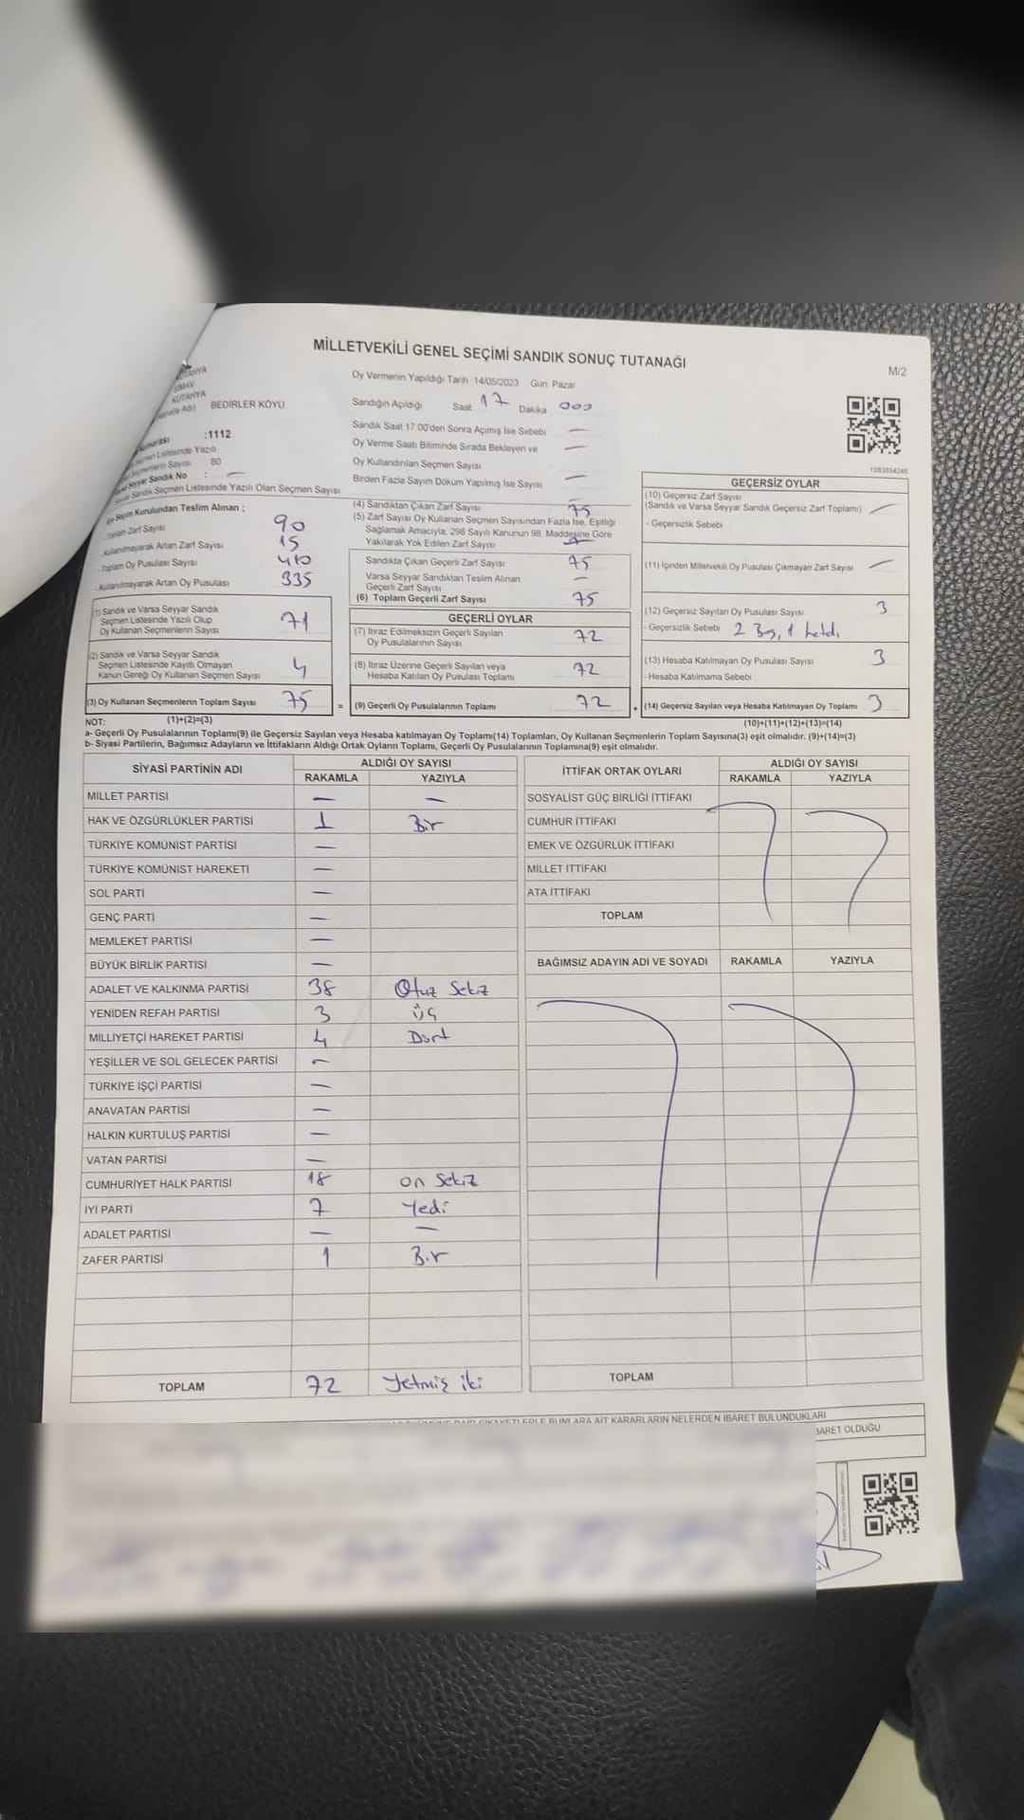 MİLLETVEKİLİ GENEL SEÇİMİ SANDIK SONUÇ TUTANAĞI
M/2
KÜTAHYA
BEDİRLER KÖYÜ
:1112
80
Seyyar Sandık No : —
Sandık Seçmen Listesinde Yazılı Olan Seçmen Sayısı
Oy Vermenin Yapıldığı Tarih :14/05/2023 Gün: Pazar
Sandığın Açıldığı Saat 17 Dakika 000
Sandık Saat 17:00'den Sonra Açılmış İse Sebebi —
Oy Verme Saati Bitiminde Sırada Bekleyen ve —
Oy Kullandırılan Seçmen Sayısı
Birden Fazla Sayım Döküm Yapılmış İse Sayısı —
Seçim Kurulundan Teslim Alınan ;
Toplam Zarf Sayısı 90
Kullanılmayarak Artan Zarf Sayısı 15
Toplam Oy Pusulası Sayısı 410
Kullanılmayarak Artan Oy Pusulası 335
(1) Sandık ve Varsa Seyyar Sandık
Seçmen Listesinde Yazılı Olup
Oy Kullanan Seçmenlerin Sayısı 71
(2) Sandık ve Varsa Seyyar Sandık
Seçmen Listesinde Kayıtlı Olmayan
Kanun Gereği Oy Kullanan Seçmen Sayısı 4
(3) Oy Kullanan Seçmenlerin Toplam Sayısı 75 =
(4) Sandıktan Çıkan Zarf Sayısı 75
(5) Zarf Sayısı Oy Kullanan Seçmen Sayısından Fazla İse, Eşitliği
Sağlamak Amacıyla, 298 Sayılı Kanunun 98. Maddesine Göre
Yakılarak Yok Edilen Zarf Sayısı
Sandıkta Çıkan Geçerli Zarf Sayısı 75
Varsa Seyyar Sandıktan Teslim Alınan
Geçerli Zarf Sayısı —
(6) Toplam Geçerli Zarf Sayısı 75
GEÇERLİ OYLAR
(7) İtiraz Edilmeksizin Geçerli Sayılan
Oy Pusulalarının Sayısı 72
(8) İtiraz Üzerine Geçerli Sayılan veya
Hesaba Katılan Oy Pusulası Toplamı 72
(9) Geçerli Oy Pusulalarının Toplamı 72 +
GEÇERSİZ OYLAR
(10) Geçersiz Zarf Sayısı
(Sandık ve Varsa Seyyar Sandık Geçersiz Zarf Toplamı) —
- Geçersizlik Sebebi
(11) İçinden Milletvekili Oy Pusulası Çıkmayan Zarf Sayısı —
(12) Geçersiz Sayılan Oy Pusulası Sayısı 3
- Geçersizlik Sebebi 2 Boş, 1
(13) Hesaba Katılmayan Oy Pusulası Sayısı 3
- Hesaba Katılmama Sebebi
(14) Geçersiz Sayılan veya Hesaba Katılmayan Oy Toplamı 3
NOT: (1)+(2)=(3) (10)+(11)+(12)+(13)=(14)
a- Geçerli Oy Pusulalarının Toplamı(9) ile Geçersiz Sayılan veya Hesaba katılmayan Oy Toplamı(14) Toplamları, Oy Kullanan Seçmenlerin Toplam Sayısına(3) eşit olmalıdır. (9)+(14)=(3)
b- Siyasi Partilerin, Bağımsız Adayların ve İttifakların Aldığı Ortak Oyların Toplamı, Geçerli Oy Pusulalarının Toplamına(9) eşit olmalıdır.
SİYASİ PARTİNİN ADI ALDIĞI OY SAYISI
RAKAMLA YAZIYLA
MİLLET PARTİSİ — —
HAK VE ÖZGÜRLÜKLER PARTİSİ 1 Bir
TÜRKİYE KOMÜNİST PARTİSİ —
TÜRKİYE KOMÜNİST HAREKETİ —
SOL PARTİ —
GENÇ PARTİ —
MEMLEKET PARTİSİ —
BÜYÜK BİRLİK PARTİSİ —
ADALET VE KALKINMA PARTİSİ 38 Otuz Sekiz
YENİDEN REFAH PARTİSİ 3 Üç
MİLLİYETÇİ HAREKET PARTİSİ 4 Dört
YEŞİLLER VE SOL GELECEK PARTİSİ —
TÜRKİYE İŞÇİ PARTİSİ —
ANAVATAN PARTİSİ —
HALKIN KURTULUŞ PARTİSİ —
VATAN PARTİSİ —
CUMHURİYET HALK PARTİSİ 18 on Sekiz
İYİ PARTİ 7 Yedi
ADALET PARTİSİ — —
ZAFER PARTİSİ 1 Bir
TOPLAM 72 Yetmiş iki
İTTİFAK ORTAK OYLARI ALDIĞI OY SAYISI
RAKAMLA YAZIYLA
SOSYALİST GÜÇ BİRLİĞİ İTTİFAKI
CUMHUR İTTİFAKI
EMEK VE ÖZGÜRLÜK İTTİFAKI
MİLLET İTTİFAKI
ATA İTTİFAKI
TOPLAM
BAĞIMSIZ ADAYIN ADI VE SOYADI RAKAMLA YAZIYLA
TOPLAM
BUNLARA AİT KARARLARIN NELERDEN İBARET BULUNDUKLARI
İBARET OLDUĞU